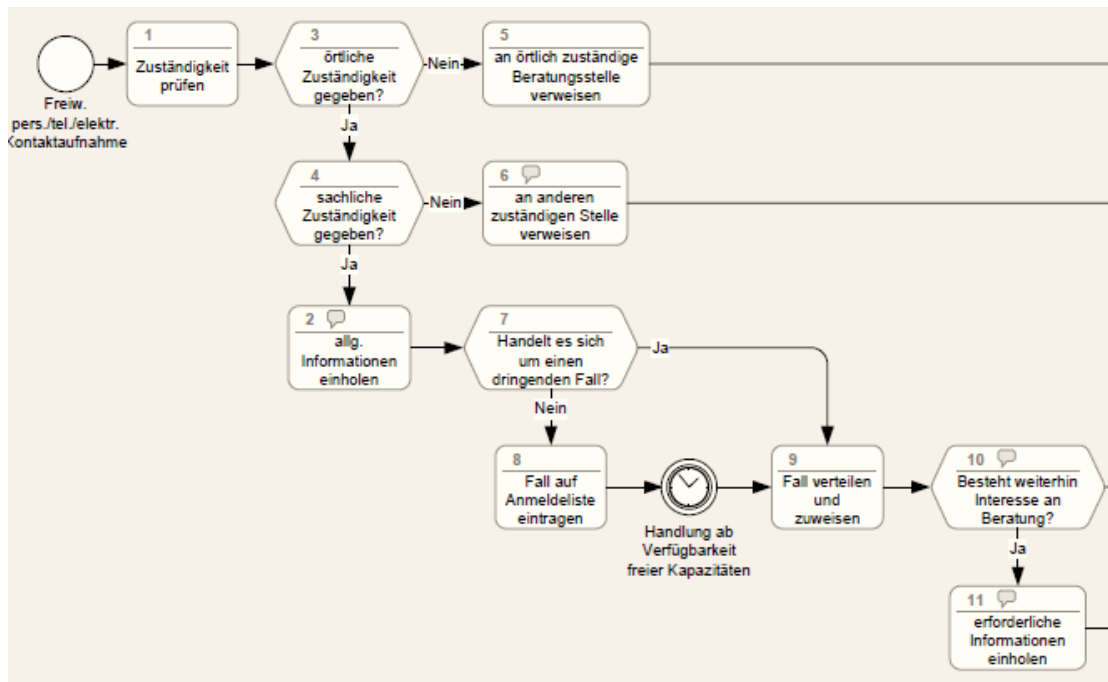 1
Zuständigkeit
prüfen
Freiw.
pers./tel./elektr.
Kontaktaufnahme
3
örtliche
Zuständigkeit
gegeben?
Nein
5
an örtlich zuständige
Beratungsstelle
verweisen
Ja
4
sachliche
Zuständigkeit
gegeben?
Nein
6
an anderen
zuständigen Stelle
verweisen
Ja
2
allg.
Informationen
einholen
7
Handelt es sich
um einen
dringenden Fall?
Ja
Nein
8
Fall auf
Anmeldeliste
eintragen
Handlung ab
Verfügbarkeit
freier Kapazitäten
9
Fall verteilen
und
zuweisen
10
Besteht weiterhin
Interesse an
Beratung?
Ja
11
erforderliche
Informationen
einholen